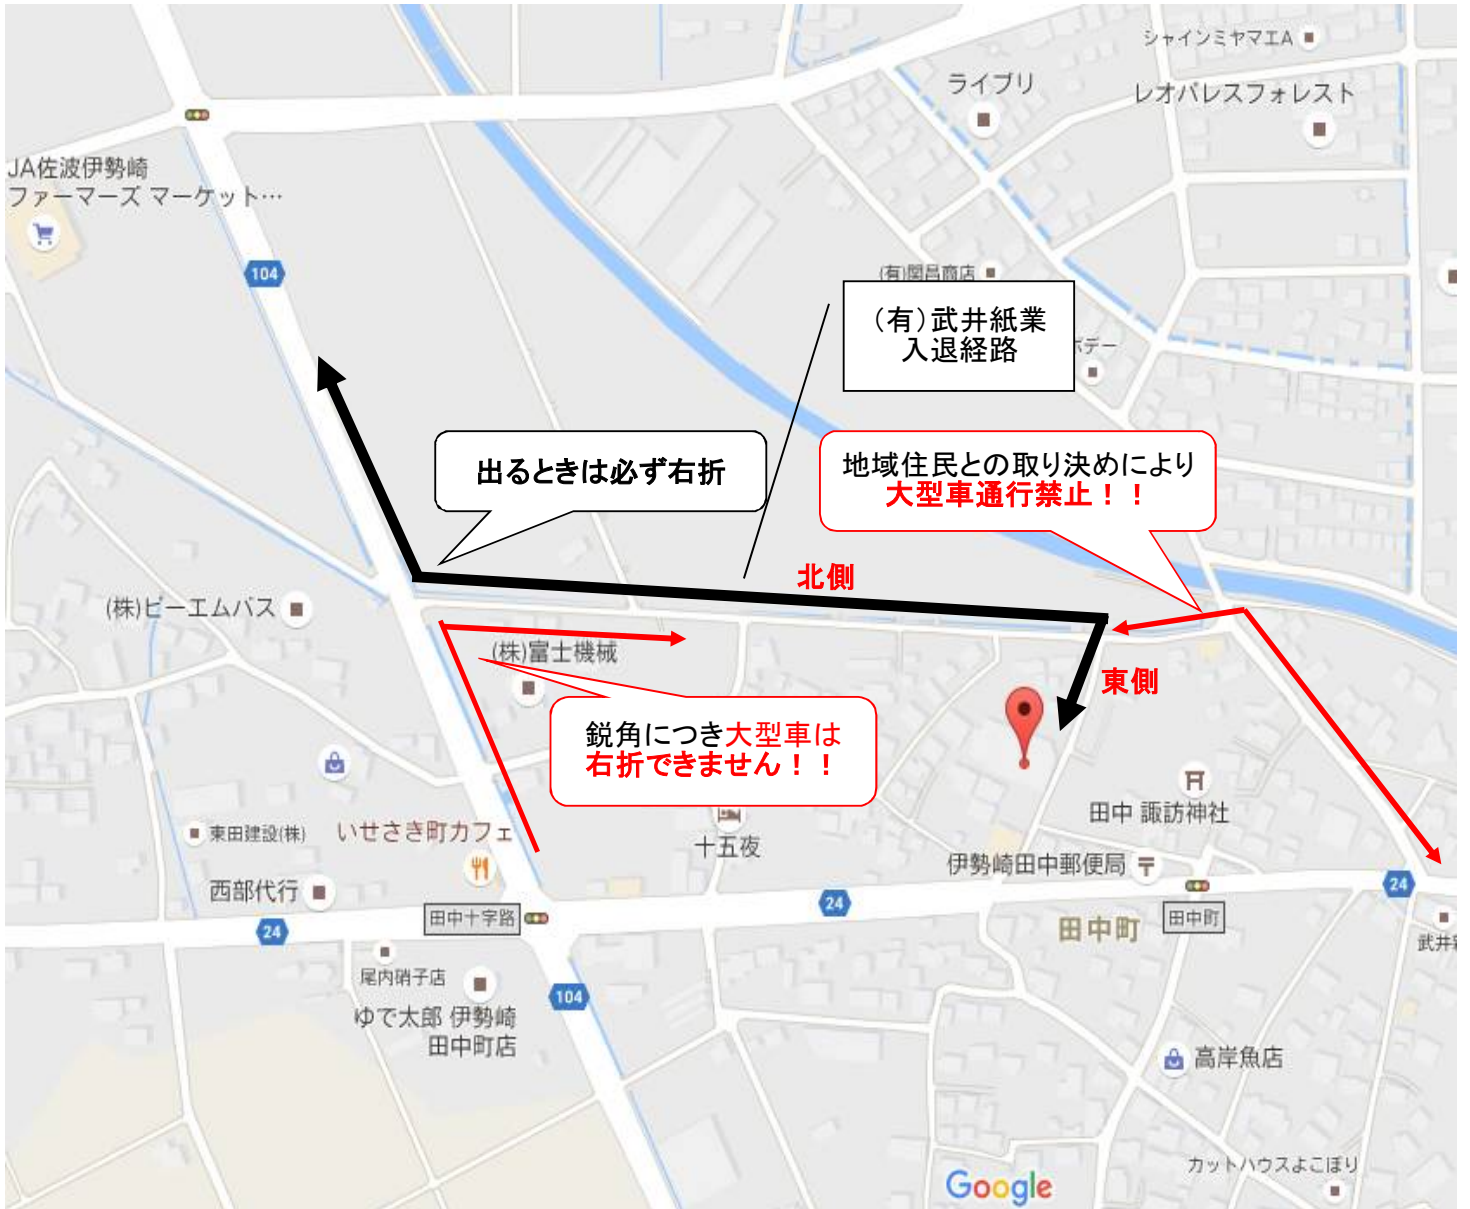 シャインミヤマエA
ライブリ
レオパレスフォレスト
JA佐波伊勢崎
ファーマーズ マーケット…
104
(有)関昌商店
（有）武井紙業
入退経路
ボデー
出るときは必ず右折
地域住民との取り決めにより
大型車通行禁止！！
北側
(株)ビーエムバス
(株)富士機械
東側
鋭角につき大型車は
右折できません！！
田中 諏訪神社
東田建設(株)
いせさき町カフェ
十五夜
伊勢崎田中郵便局
西部代行
田中十字路
24
24
24
田中町
田中町
武井
尾内硝子店
104
ゆで太郎 伊勢崎
田中町店
高岸魚店
カットハウスよこぼり
Google